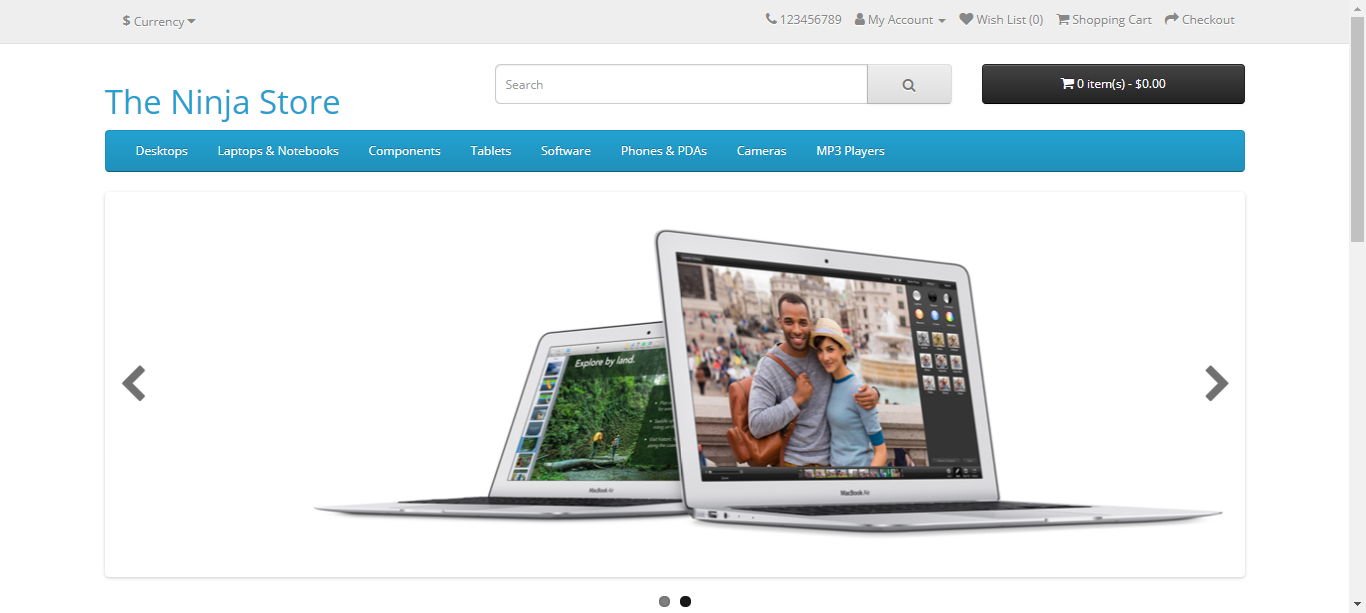 $ Currency
123456789 My Account Wish List (0) Shopping Cart Checkout
The Ninja Store
Search
0 item(s) - $0.00
Desktops Laptops & Notebooks Components Tablets Software Phones & PDAs Cameras MP3 Players
Explore by land.
MacBook Air
MacBook Air